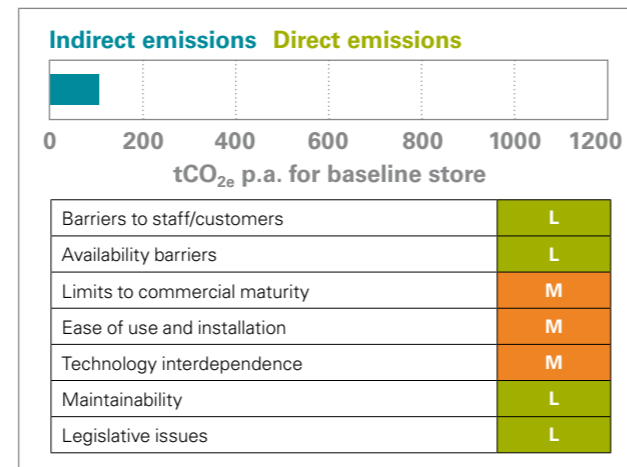 Indirect emissions Direct emissions
0 200 400 600 800 1000 1200
tCO2e p.a. for baseline store
Barriers to staff/customers L
Availability barriers L
Limits to commercial maturity M
Ease of use and installation M
Technology interdependence M
Maintainability L
Legislative issues L